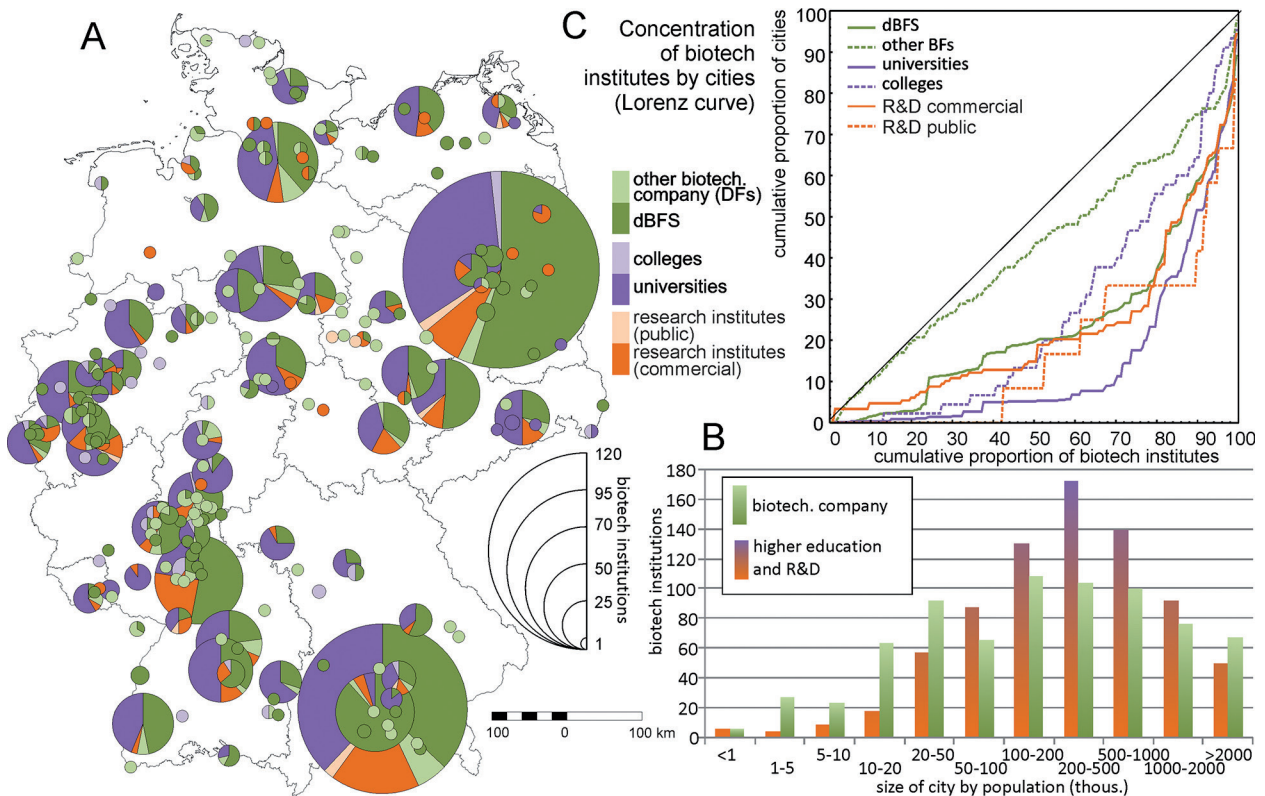 A
C
Concentration
of biotech
institutes by cities
(Lorenz curve)
other biotech.
company (DFs)
dBFS
colleges
universities
research institutes
(public)
research institutes
(commercial)
120
95
70
50
25
1
biotech institutions
100
0
100 km
cumulative proportion of cities
100
90
80
70
60
50
40
30
20
10
0
dBFS
other BFs
universities
colleges
R&D commercial
R&D public
0 10 20 30 40 50 60 70 80 90 100
cumulative proportion of biotech institutes
B
biotech institutions
180
160
140
120
100
80
60
40
20
0
biotech. company
higher education
and R&D
<1 5-10 20-50 100-200 500-1000 >2000
1-5 10-20 50-100 200-500 1000-2000
size of city by population (thous.)